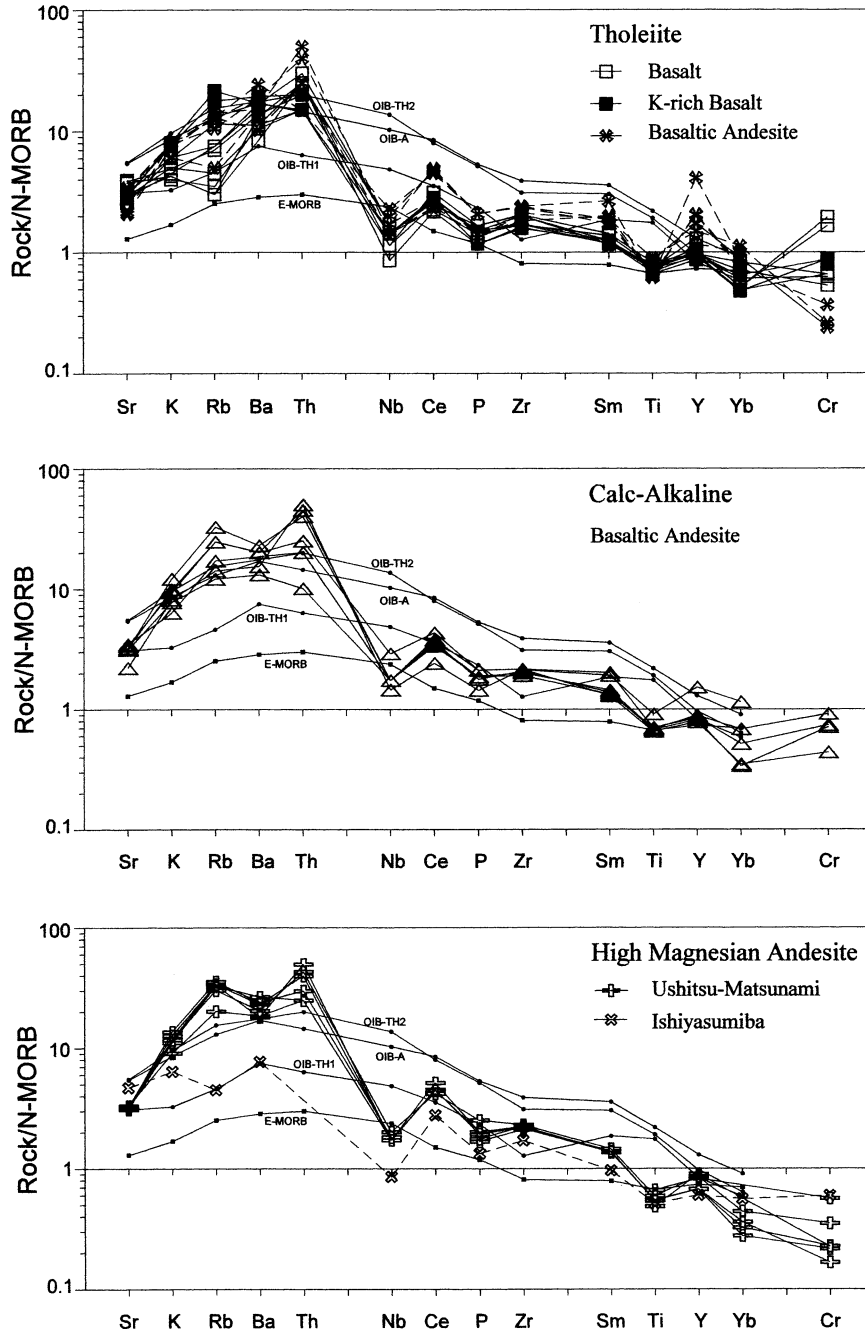 100
Tholeiite
Basalt
K-rich Basalt
Basaltic Andesite
OIB-TH2
OIB-A
OIB-TH1
E-MORB
10
1
0.1
Rock/N-MORB
Sr K Rb Ba Th Nb Ce P Zr Sm Ti Y Yb Cr
100
Calc-Alkaline
Basaltic Andesite
OIB-TH2
OIB-A
OIB-TH1
E-MORB
10
1
0.1
Rock/N-MORB
Sr K Rb Ba Th Nb Ce P Zr Sm Ti Y Yb Cr
100
High Magnesian Andesite
Ushitsu-Matsunami
Ishiyasumiba
OIB-TH2
OIB-A
OIB-TH1
E-MORB
10
1
0.1
Rock/N-MORB
Sr K Rb Ba Th Nb Ce P Zr Sm Ti Y Yb Cr